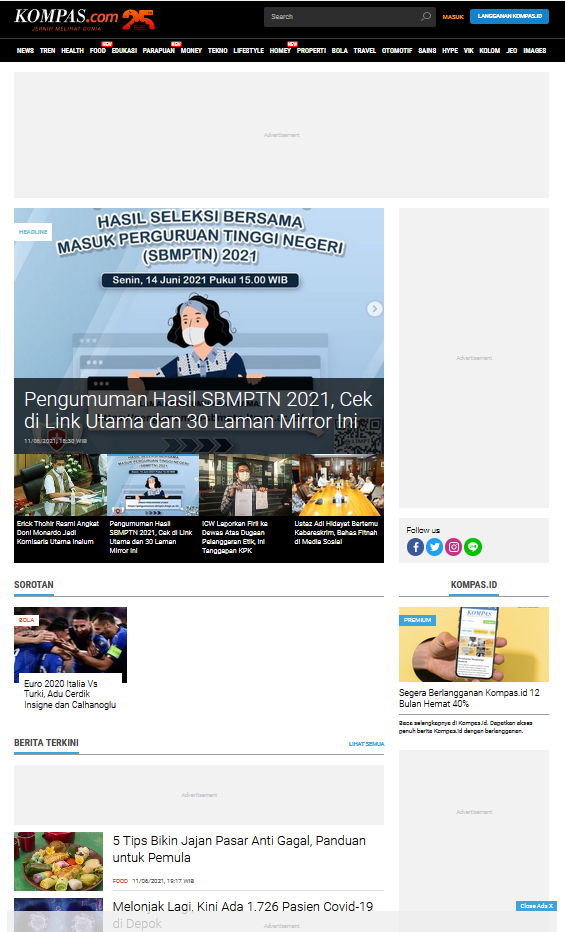 KOMPAS.com 25
JERNIH MELIHAT DUNIA
Search
MASUK
LANGGANAN KOMPAS.ID
NEWS TREN HEALTH FOOD NEW EDUKASI PARAPUAN NEW MONEY TEKNO LIFESTYLE HOMEY NEW PROPERTI BOLA TRAVEL OTOMOTIF SAINS HYPE VIK KOLOM JEO IMAGES
Advertisement
HEADLINE
HASIL SELEKSI BERSAMA
MASUK PERGURUAN TINGGI NEGERI
(SBMPTN) 2021
Senin, 14 Juni 2021 Pukul 15.00 WIB
Pengumuman Hasil SBMPTN 2021, Cek
di Link Utama dan 30 Laman Mirror Ini
11/06/2021, 18:30 WIB
Erick Thohir Resmi Angkat
Doni Monardo Jadi
Komisaris Utama Inalum
Pengumuman Hasil
SBMPTN 2021, Cek di Link
Utama dan 30 Laman
Mirror Ini
ICW Laporkan Firli ke
Dewas Atas Dugaan
Pelanggaran Etik, Ini
Tanggapan KPK
Ustaz Adi Hidayat Bertemu
Kabareskrim, Bahas Fitnah
di Media Sosial
Advertisement
Follow us
SOROTAN
BOLA
Euro 2020 Italia Vs
Turki, Adu Cerdik
Insigne dan Calhanoglu
KOMPAS.ID
PREMIUM
KOMPAS
Segera Berlangganan Kompas.id 12
Bulan Hemat 40%
Baca selengkapnya di Kompas.id. Dapatkan akses
penuh berita Kompas.id dengan berlangganan.
BERITA TERKINI
LIHAT SEMUA
Advertisement
5 Tips Bikin Jajan Pasar Anti Gagal, Panduan
untuk Pemula
FOOD 11/06/2021, 19:17 WIB
Melonjak Lagi, Kini Ada 1.726 Pasien Covid-19
di Depok
Advertisement
Close Ads X
Advertisement